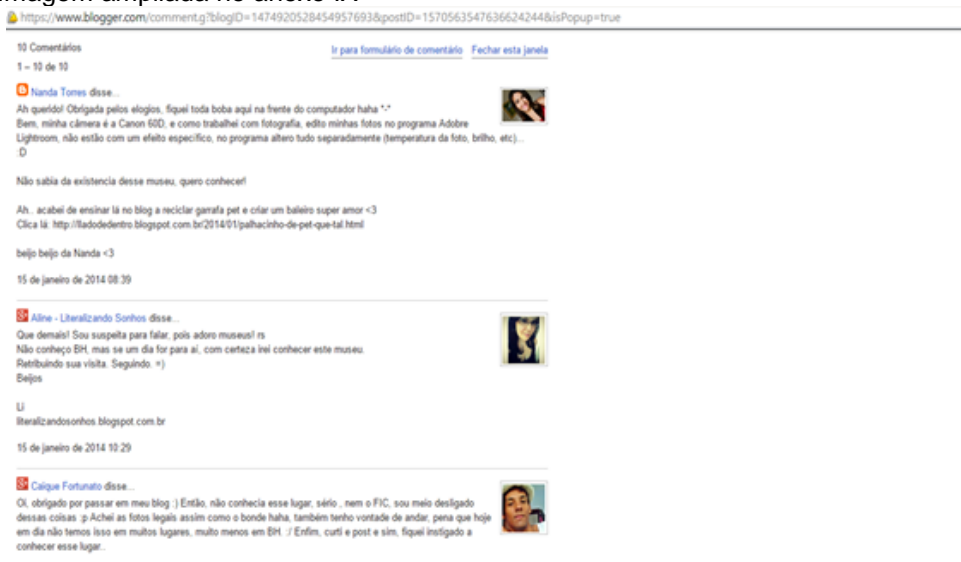 https://www.blogger.com/comment.g?blogID=1474920528454957693&postID=1570563547636624244&isPopup=true
10 Comentários
Ir para formulário de comentário Fechar esta janela
1 – 10 de 10
Nanda Torres disse...
Ah querido! Obrigada pelos elogios, fiquei toda boba aqui na frente do computador haha *-*
Bem, minha câmera é a Canon 60D, e como trabalhei com fotografia, edito minhas fotos no programa Adobre
Lightroom, não estão com um efeito especifico, no programa altero tudo separadamente (temperatura da foto, brilho, etc)...
:D
Não sabia da existencia desse museu, quero conhecer!
Ah.. acabei de ensinar lá no blog a reciclar garrafa pet e criar um baleiro super amor <3
Clica lá: http://lladodedentro.blogspot.com.br/2014/01/palhacinho-de-pet-que-tal.html
beijo beijo da Nanda <3
15 de janeiro de 2014 08:39
Aline - Literalizando Sonhos disse...
Que demais! Sou suspeita para falar, pois adoro museus! rs
Não conheço BH, mas se um dia for para aí, com certeza irei conhecer este museu.
Retribuindo sua visita. Seguindo. =)
Beijos
Li
literalizandosonhos.blogspot.com.br
15 de janeiro de 2014 10:29
Caique Fortunato disse...
Oi, obrigado por passar em meu blog :) Então, não conhecia esse lugar, sério , nem o FIC, sou meio desligado
dessas coisas :p Achei as fotos legais assim como o bonde haha, também tenho vontade de andar, pena que hoje
em dia não temos isso em muitos lugares, muito menos em BH. :/ Enfim, curti e post e sim, fiquei instigado a
conhecer esse lugar..